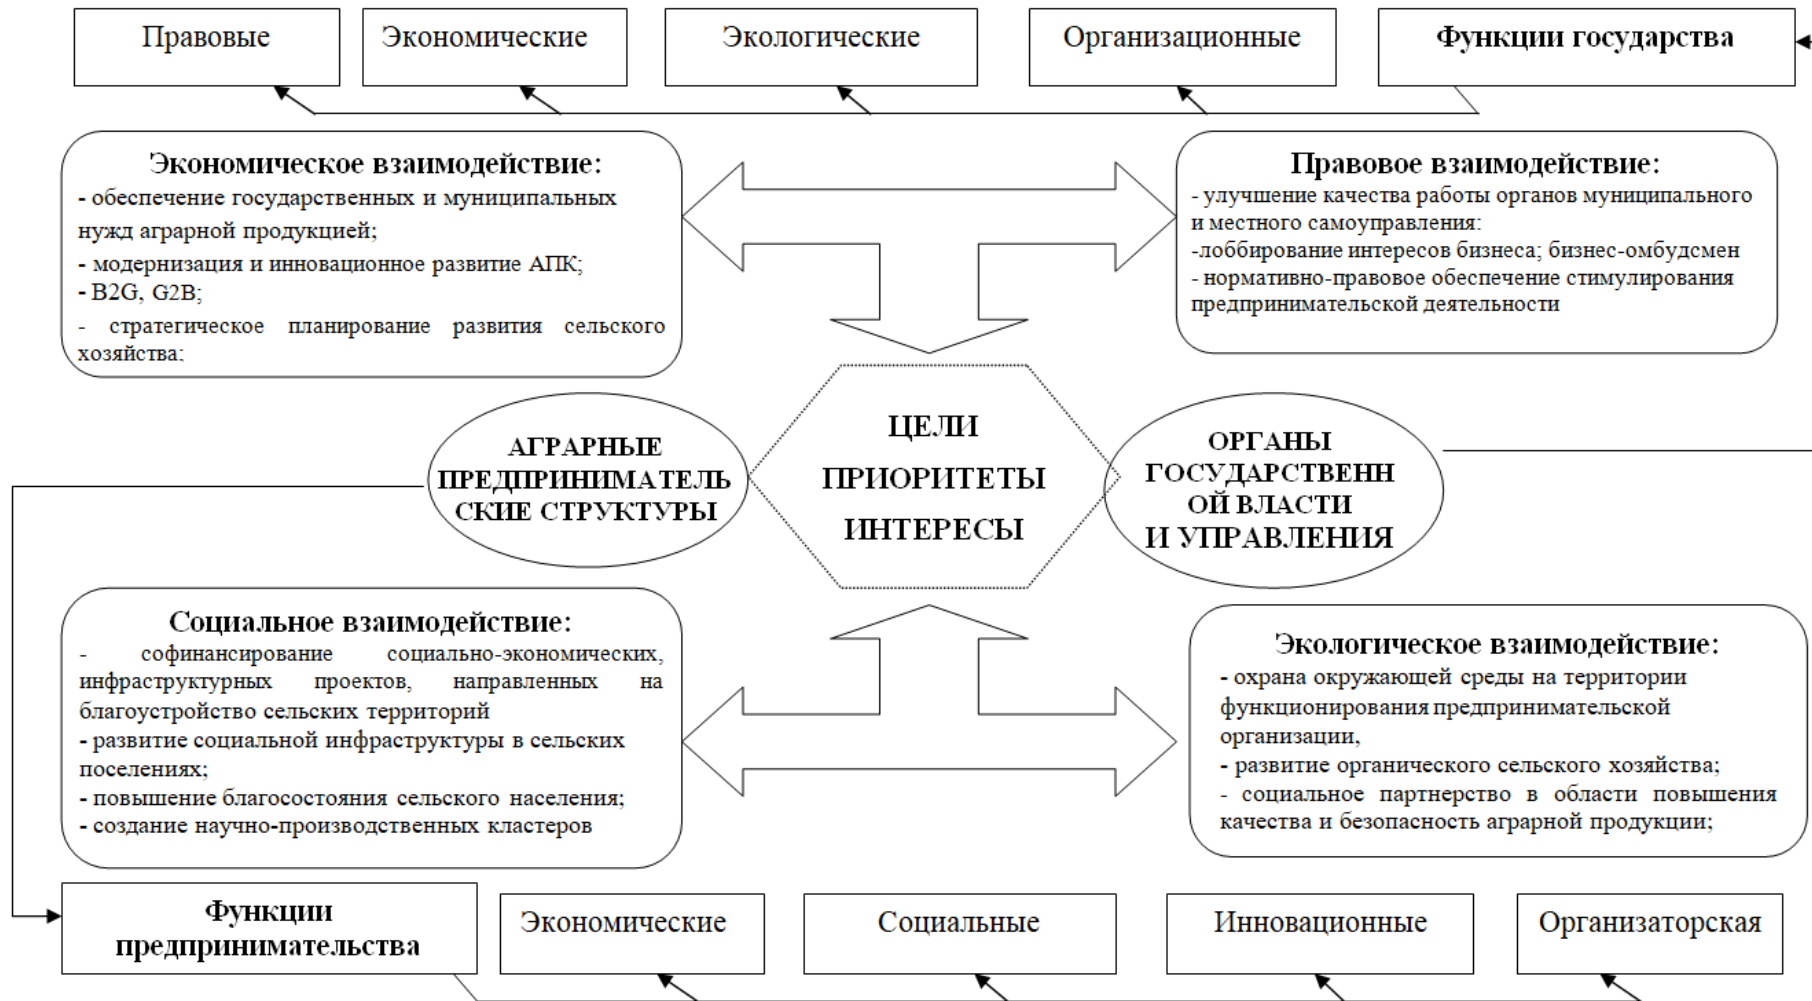 Правовые
Экономические
Экологические
Организационные
Функции государства
Экономическое взаимодействие:
- обеспечение государственных и муниципальных
нужд аграрной продукцией;
- модернизация и инновационное развитие АПК;
- B2G, G2B;
- стратегическое планирование развития сельского
хозяйства;
Правовое взаимодействие:
- улучшение качества работы органов муниципального
и местного самоуправления:
-лоббирование интересов бизнеса; бизнес-омбудсмен
- нормативно-правовое обеспечение стимулирования
предпринимательской деятельности
АГРАРНЫЕ
ПРЕДПРИНИМАТЕЛЬ
СКИЕ СТРУКТУРЫ
ЦЕЛИ
ПРИОРИТЕТЫ
ИНТЕРЕСЫ
ОРГАНЫ
ГОСУДАРСТВЕНН
ОЙ ВЛАСТИ
И УПРАВЛЕНИЯ
Социальное взаимодействие:
- софинансирование социально-экономических,
инфраструктурных проектов, направленных на
благоустройство сельских территорий
- развитие социальной инфраструктуры в сельских
поселениях;
- повышение благосостояния сельского населения;
- создание научно-производственных кластеров
Экологическое взаимодействие:
- охрана окружающей среды на территории
функционирования предпринимательской
организации,
- развитие органического сельского хозяйства;
- социальное партнерство в области повышения
качества и безопасность аграрной продукции;
Функции
предпринимательства
Экономические
Социальные
Инновационные
Организаторская